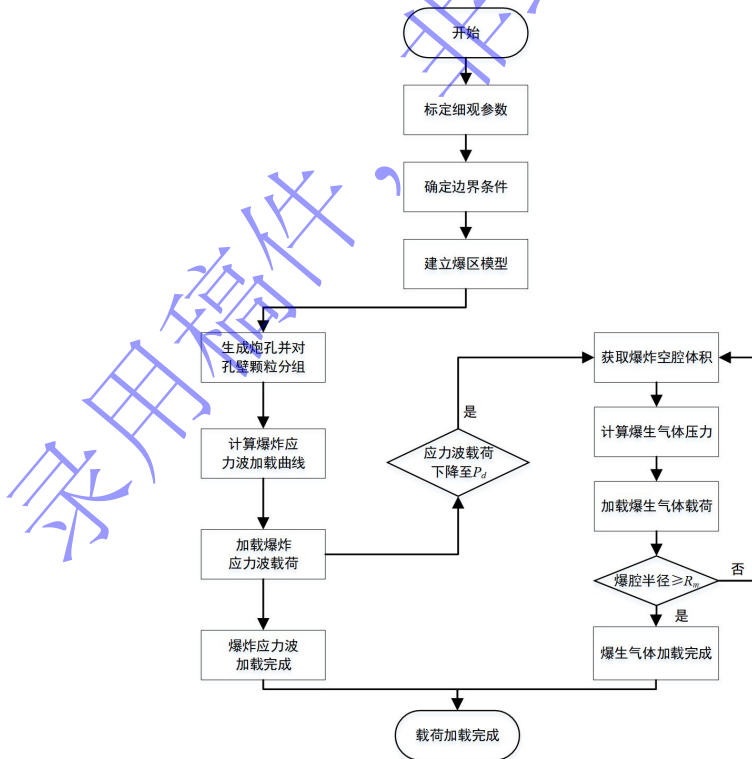 开始
标定细观参数
确定边界条件
建立爆区模型
生成炮孔并对
孔壁颗粒分组
计算爆炸应
力波加载曲线
加载爆炸
应力波载荷
爆炸应力波
加载完成
应力波载荷
下降至Pd
是
获取爆炸空腔体积
计算爆生气体压力
加载爆生气体载荷
爆腔半径≥Rm
否
是
爆生气体加载完成
载荷加载完成
录用稿件，